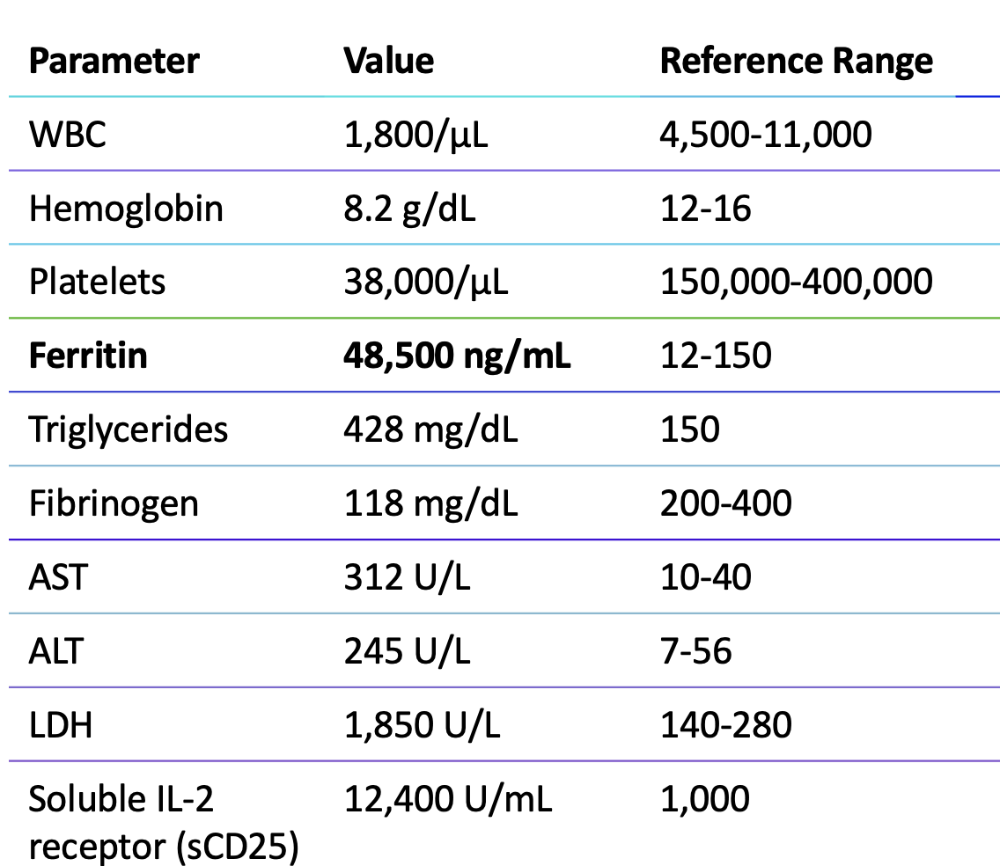 Parameter Value Reference Range
WBC 1,800/µL 4,500-11,000
Hemoglobin 8.2 g/dL 12-16
Platelets 38,000/µL 150,000-400,000
Ferritin 48,500 ng/mL 12-150
Triglycerides 428 mg/dL 150
Fibrinogen 118 mg/dL 200-400
AST 312 U/L 10-40
ALT 245 U/L 7-56
LDH 1,850 U/L 140-280
Soluble IL-2 12,400 U/mL 1,000
receptor (sCD25)